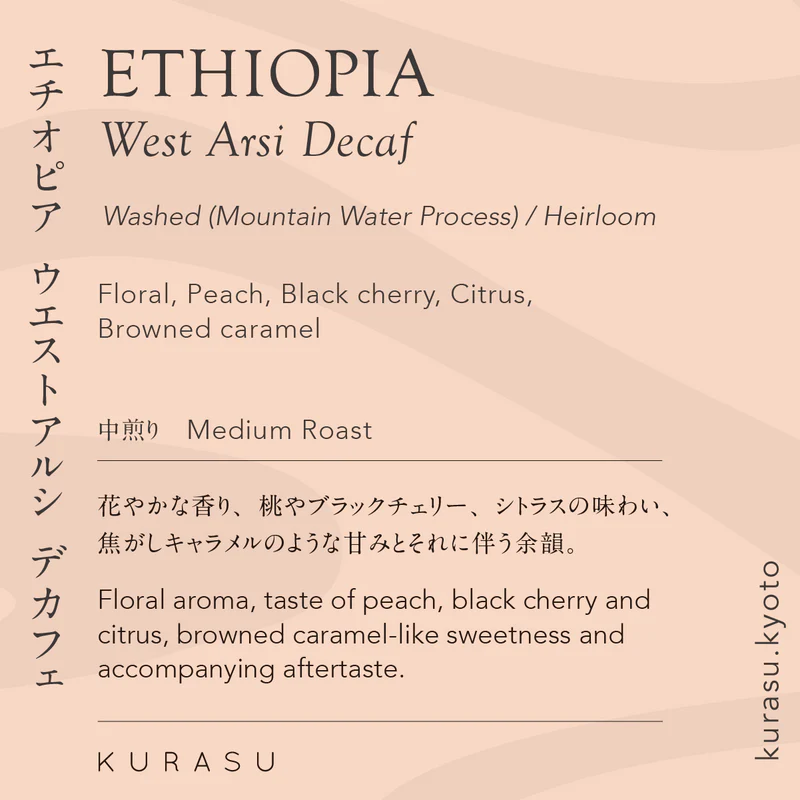 エチオピア ウエストアルシ デカフェ
ETHIOPIA
West Arsi Decaf
Washed (Mountain Water Process) / Heirloom
Floral, Peach, Black cherry, Citrus,
Browned caramel
中煎り Medium Roast
花やかな香り、桃やブラックチェリー、シトラスの味わい、
焦がしキャラメルのような甘みとそれに伴う余韻。
Floral aroma, taste of peach, black cherry and
citrus, browned caramel-like sweetness and
accompanying aftertaste.
KURASU
kurasu.kyoto